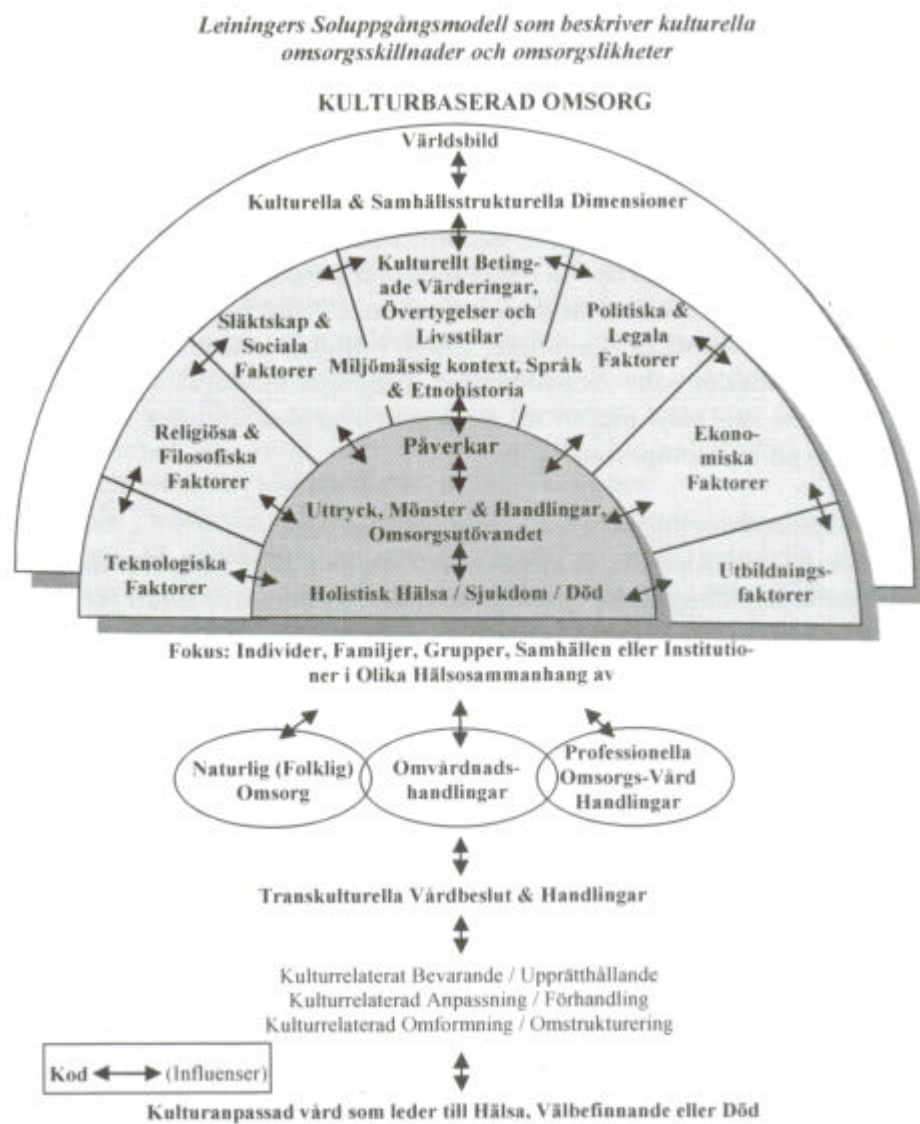 Leiningers Soluppgångsmodell som beskriver kulturella
omsorgsskillnader och omsorgslikheter
KULTURBASERAD OMSORG
Världsbild
Kulturella & Samhällsstrukturella Dimensioner
Kulturellt Beting-
ade Värderingar,
Övertygelser och
Livsstilar
Släktskap &
Sociala
Faktorer
Politiska &
Legala
Faktorer
Miljömässig kontext, Språk
& Etnohistoria
Religiösa &
Filosofiska
Faktorer
Påverkar
Ekono-
miska
Faktorer
Uttryck, Mönster & Handlingar,
Omsorgsutövandet
Teknologiska
Faktorer
Holistisk Hälsa / Sjukdom / Död
Utbildnings-
faktorer
Fokus: Individer, Familjer, Grupper, Samhällen eller Institutio-
ner i Olika Hälsosammanhang av
Naturlig (Folklig)
Omsorg
Omvårdnads-
handlingar
Professionella
Omsorgs-Vård
Handlingar
Transkulturella Vårdbeslut & Handlingar
Kulturrelaterat Bevarande / Upprätthållande
Kulturrelaterad Anpassning / Förhandling
Kulturrelaterad Omformning / Omstrukturering
Kod (Influenser)
Kulturanpassad vård som leder till Hälsa, Välbefinnande eller Död